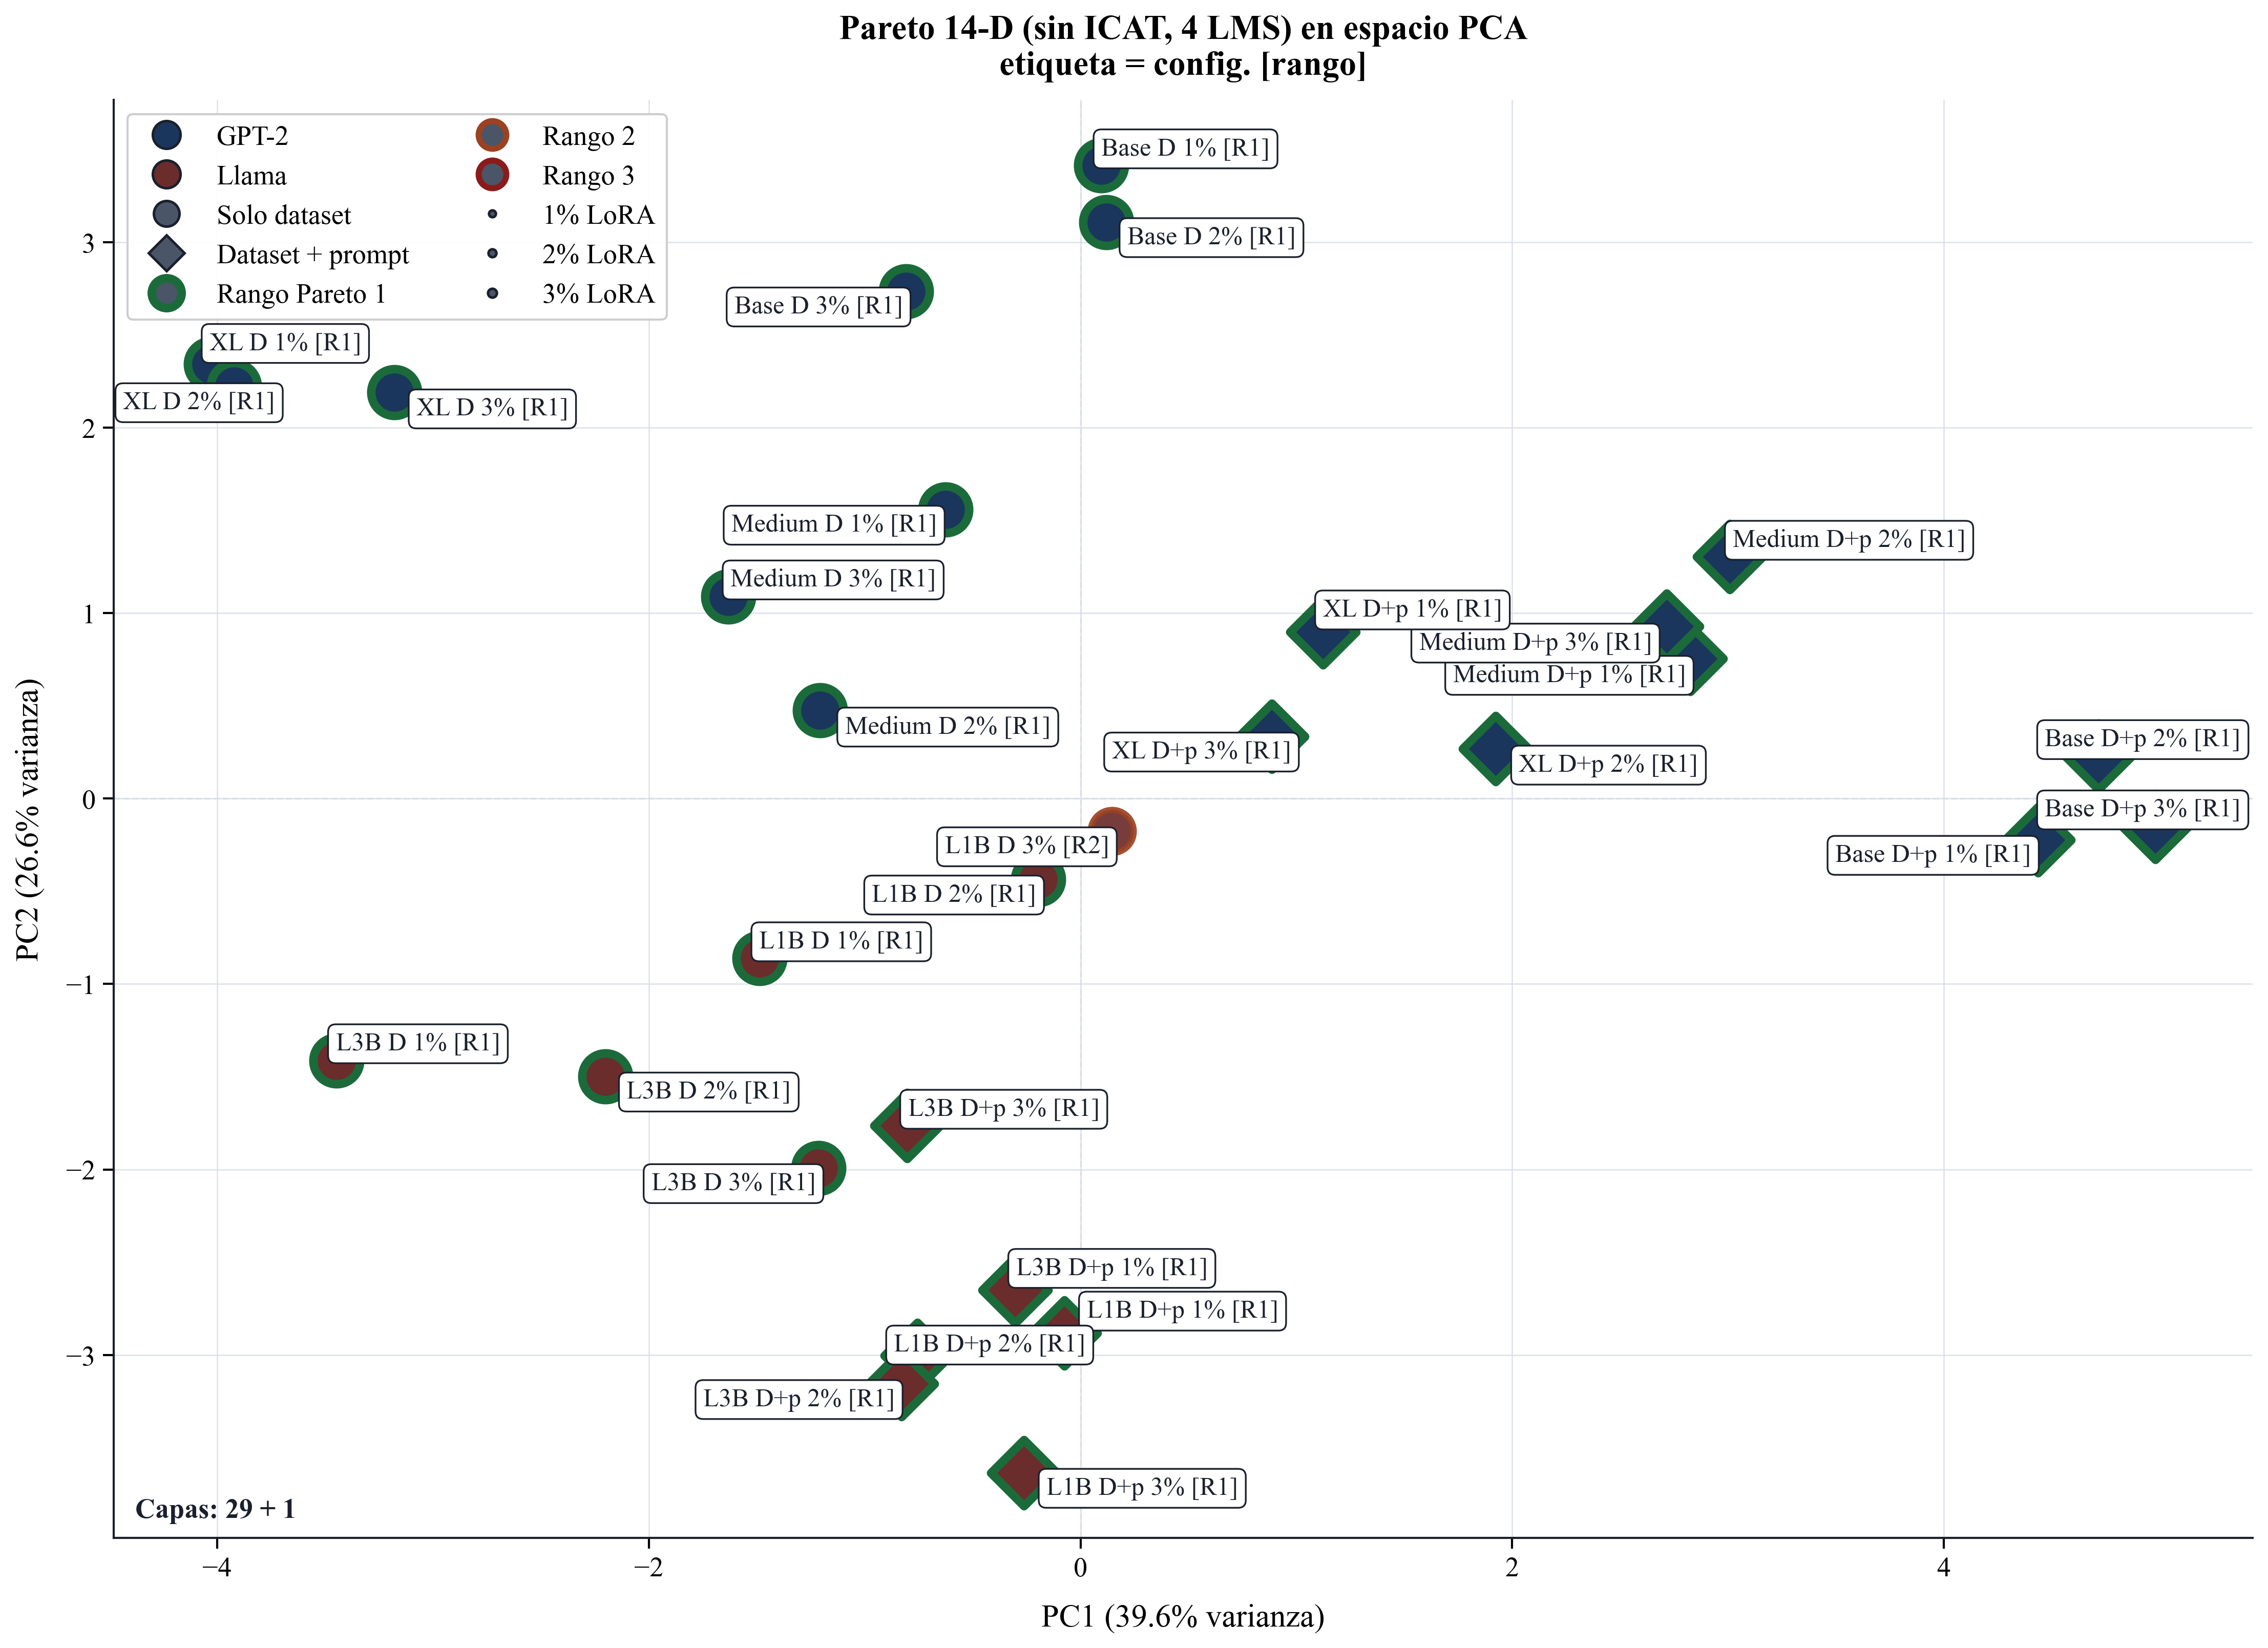 Pareto 14-D (sin ICAT, 4 LMS) en espacio PCA
etiqueta = config. [rango]
GPT-2
Llama
Solo dataset
Dataset + prompt
Rango Pareto 1
Rango 2
Rango 3
1% LoRA
2% LoRA
3% LoRA
Base D 1% [R1]
Base D 2% [R1]
Base D 3% [R1]
XL D 1% [R1]
XL D 2% [R1]
XL D 3% [R1]
Medium D 1% [R1]
Medium D 3% [R1]
Medium D 2% [R1]
Medium D+p 2% [R1]
XL D+p 1% [R1]
Medium D+p 3% [R1]
Medium D+p 1% [R1]
XL D+p 3% [R1]
XL D+p 2% [R1]
Base D+p 2% [R1]
Base D+p 3% [R1]
Base D+p 1% [R1]
L1B D 3% [R2]
L1B D 2% [R1]
L1B D 1% [R1]
L3B D 1% [R1]
L3B D 2% [R1]
L3B D+p 3% [R1]
L3B D 3% [R1]
L3B D+p 1% [R1]
L1B D+p 1% [R1]
L1B D+p 2% [R1]
L3B D+p 2% [R1]
L1B D+p 3% [R1]
Capas: 29 + 1
3
2
1
0
−1
−2
−3
−4
−2
0
2
4
PC1 (39.6% varianza)
PC2 (26.6% varianza)